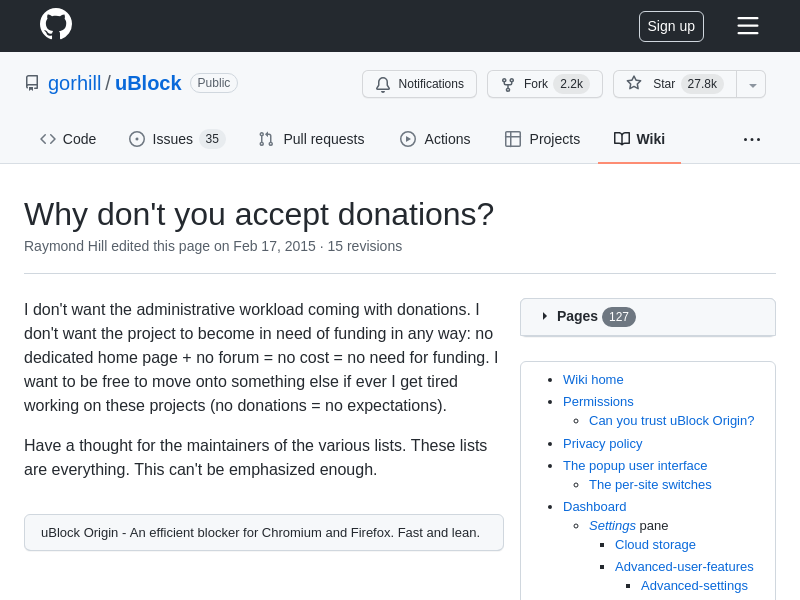 Sign up
gorhill / uBlock Public
Notifications
Fork 2.2k
Star 27.8k
Code
Issues 35
Pull requests
Actions
Projects
Wiki
Why don't you accept donations?
Raymond Hill edited this page on Feb 17, 2015 · 15 revisions
I don't want the administrative workload coming with donations. I
don't want the project to become in need of funding in any way: no
dedicated home page + no forum = no cost = no need for funding. I
want to be free to move onto something else if ever I get tired
working on these projects (no donations = no expectations).
Have a thought for the maintainers of the various lists. These lists
are everything. This can't be emphasized enough.
uBlock Origin - An efficient blocker for Chromium and Firefox. Fast and lean.
Pages 127
Wiki home
Permissions
Can you trust uBlock Origin?
Privacy policy
The popup user interface
The per-site switches
Dashboard
Settings pane
Cloud storage
Advanced-user-features
Advanced-settings